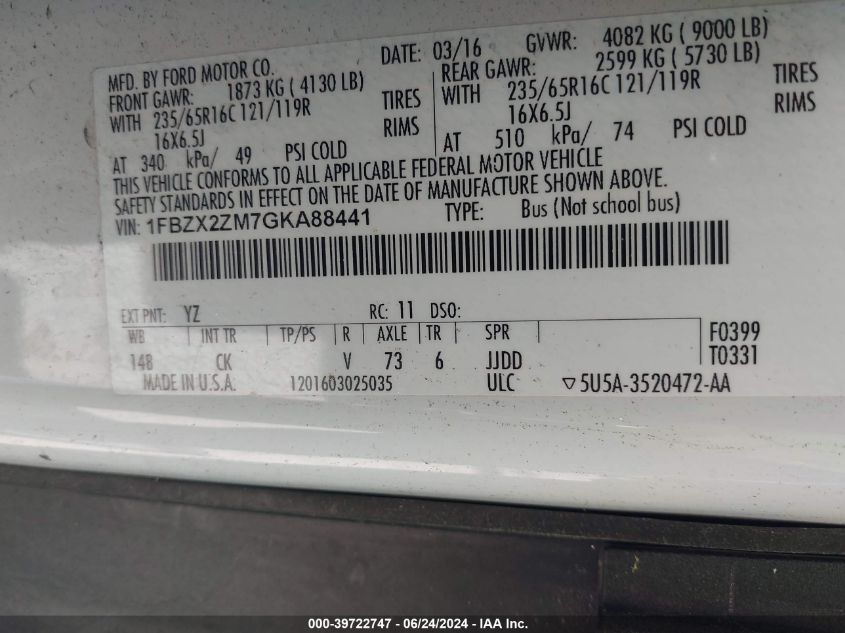 MFD. BY FORD MOTOR CO. DATE: 03/16 GVWR: 4082 KG ( 9000 LB)
FRONT GAWR: 1873 KG ( 4130 LB) REAR GAWR: 2599 KG ( 5730 LB)
WITH 235/65R16C 121/119R TIRES WITH 235/65R16C 121/119R TIRES
16X6.5J RIMS 16X6.5J RIMS
AT 340 kPa/ 49 PSI COLD AT 510 kPa/ 74 PSI COLD
THIS VEHICLE CONFORMS TO ALL APPLICABLE FEDERAL MOTOR VEHICLE
SAFETY STANDARDS IN EFFECT ON THE DATE OF MANUFACTURE SHOWN ABOVE.
VIN: 1FBZX2ZM7GKA88441 TYPE: Bus (Not school bus)
EXT PNT: YZ RC: 11 DSO:
WB INT TR TP/PS R AXLE TR SPR F0399
148 CK V 73 6 JJDD T0331
MADE IN U.S.A. 1201603025035 ULC ▽5U5A-3520472-AA
000-39722747 - 06/24/2024 - IAA Inc.